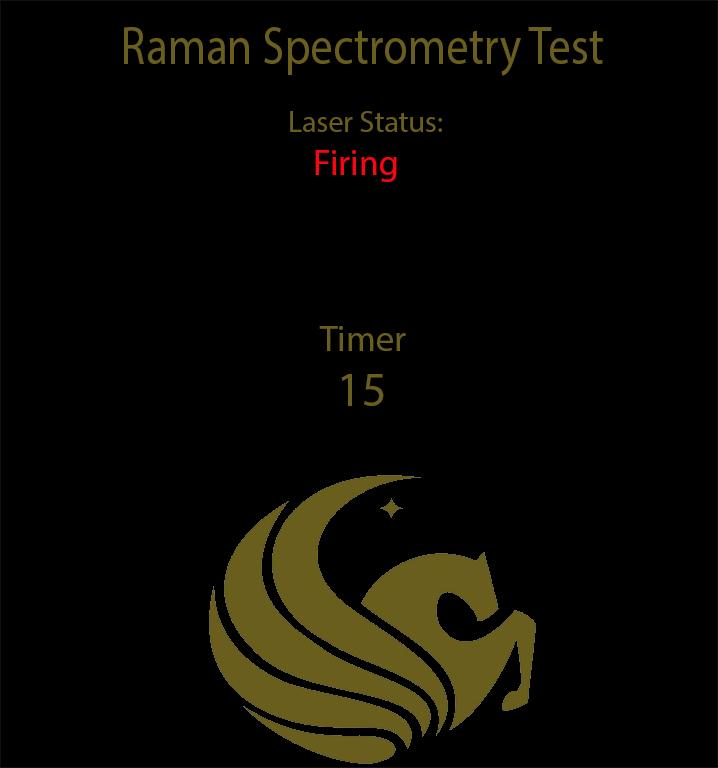 Raman Spectrometry Test
Laser Status:
Firing
Timer
15